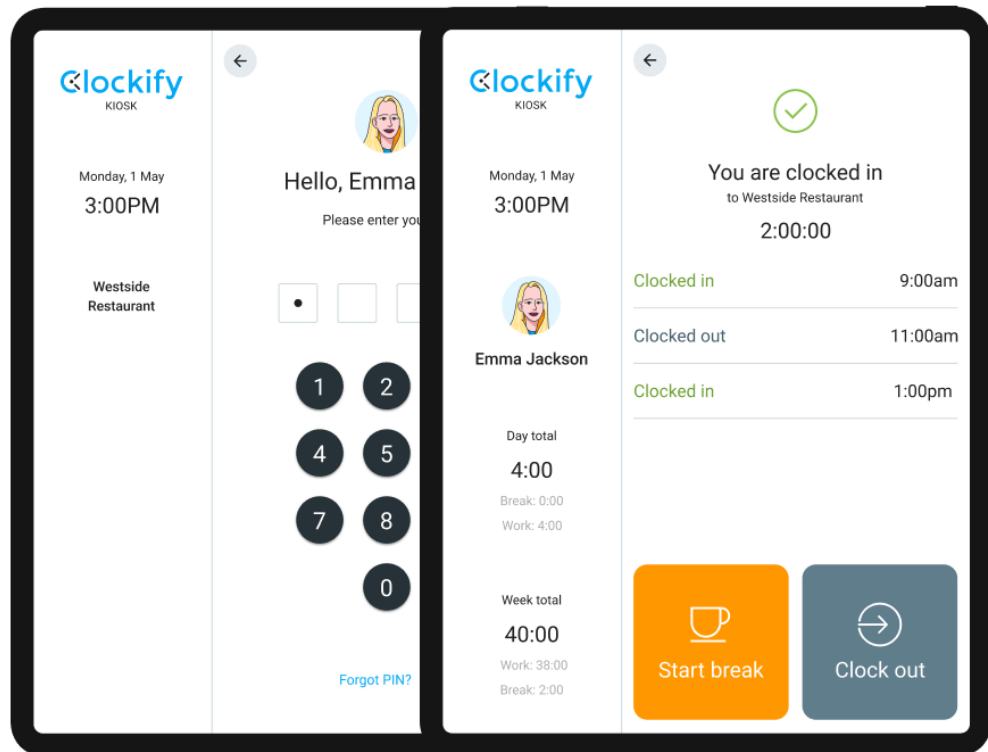 Clockify
KIOSK
Monday, 1 May
3:00PM
Westside
Restaurant
Hello, Emma
Please enter
1 2
4 5
7 8
0
Forgot PIN?
Clockify
KIOSK
Monday, 1 May
3:00PM
Emma Jackson
Day total
4:00
Break: 0:00
Work: 4:00
Week total
40:00
Work: 38:00
Break: 2:00
You are clocked in
to Westside Restaurant
2:00:00
Clocked in 9:00am
Clocked out 11:00am
Clocked in 1:00pm
Start break
Clock out